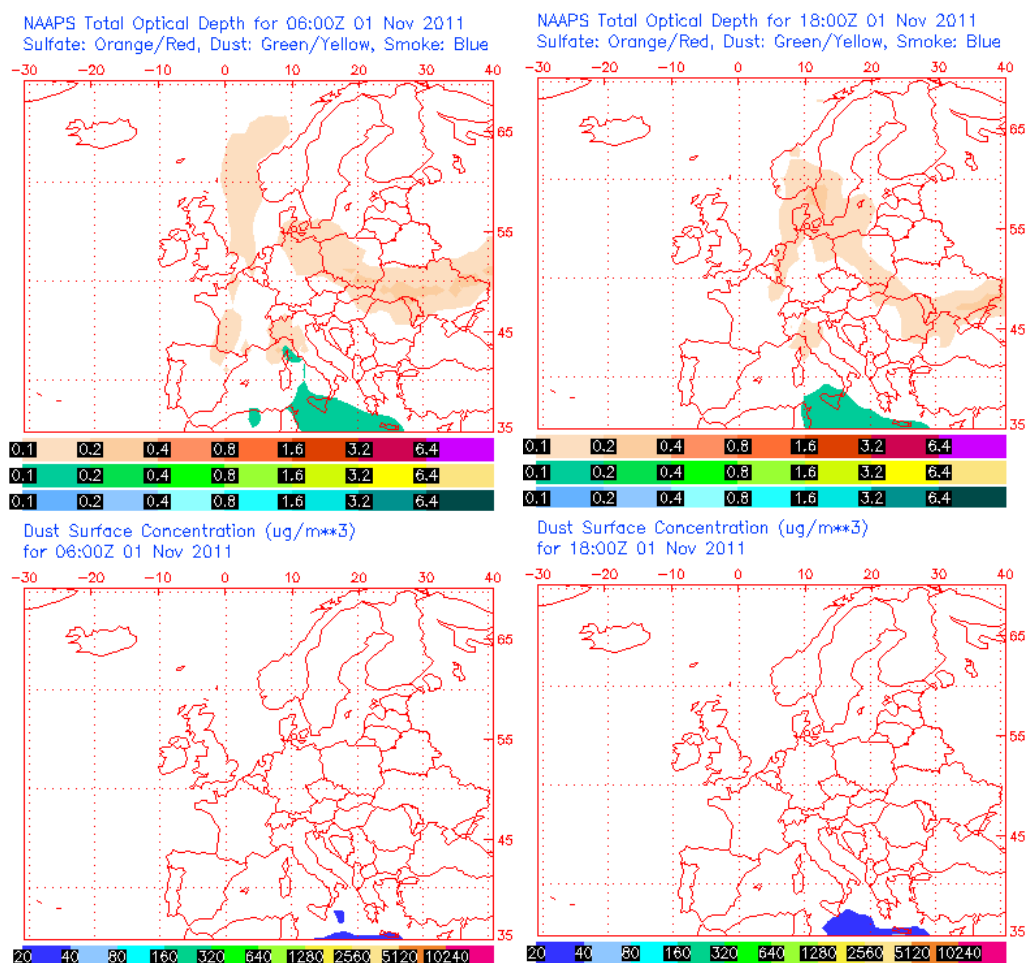 NAAPS Total Optical Depth for 06:00Z 01 Nov 2011
Sulfate: Orange/Red, Dust: Green/Yellow, Smoke: Blue
-30 -20 -10 0 10 20 30 40
65
55
45
35
0.1 0.2 0.4 0.8 1.6 3.2 6.4
0.1 0.2 0.4 0.8 1.6 3.2 6.4
0.1 0.2 0.4 0.8 1.6 3.2 6.4
NAAPS Total Optical Depth for 18:00Z 01 Nov 2011
Sulfate: Orange/Red, Dust: Green/Yellow, Smoke: Blue
-30 -20 -10 0 10 20 30 40
65
55
45
35
0.1 0.2 0.4 0.8 1.6 3.2 6.4
0.1 0.2 0.4 0.8 1.6 3.2 6.4
0.1 0.2 0.4 0.8 1.6 3.2 6.4
Dust Surface Concentration (ug/m**3)
for 06:00Z 01 Nov 2011
-30 -20 -10 0 10 20 30 40
65
55
45
35
20 40 80 160 320 640 1280 2560 5120 10240
Dust Surface Concentration (ug/m**3)
for 18:00Z 01 Nov 2011
-30 -20 -10 0 10 20 30 40
65
55
45
35
20 40 80 160 320 640 1280 2560 5120 10240